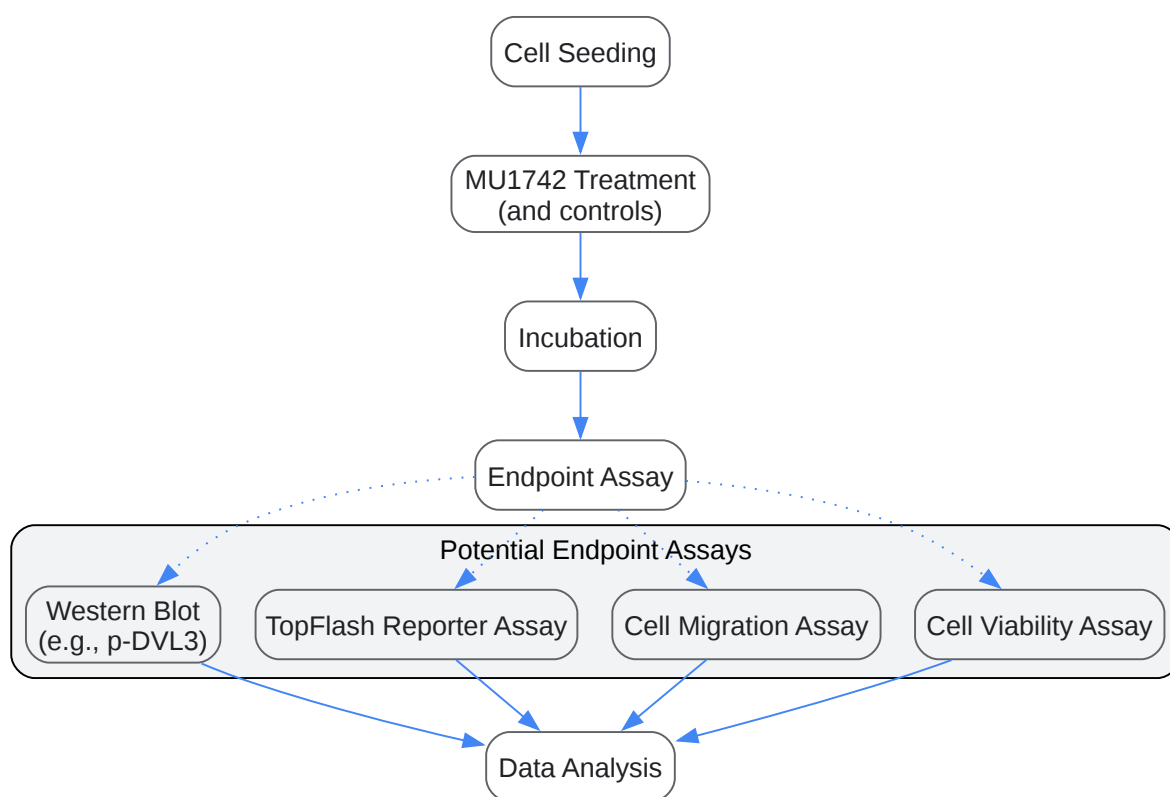 Cell Seeding
MU1742 Treatment
(and controls)
Incubation
Endpoint Assay
Potential Endpoint Assays
Western Blot
(e.g., p-DVL3)
TopFlash Reporter Assay
Cell Migration Assay
Cell Viability Assay
Data Analysis